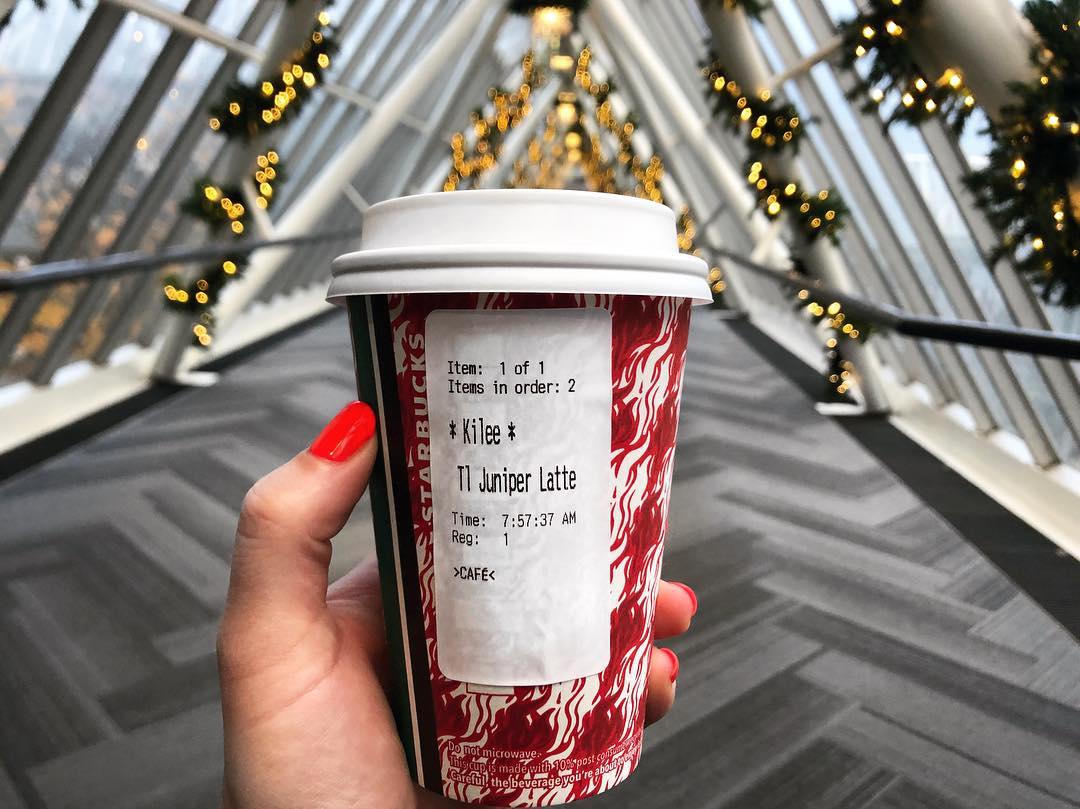 STARBUCKS
Item: 1 of 1
Items in order: 2
* Kilee *
Tl Juniper Latte
Time: 7:57:37 AM
Reg: 1
>CAFÉ<
Do not microwave.
This cup is made with 10% post consumer
Careful, the beverage you're about